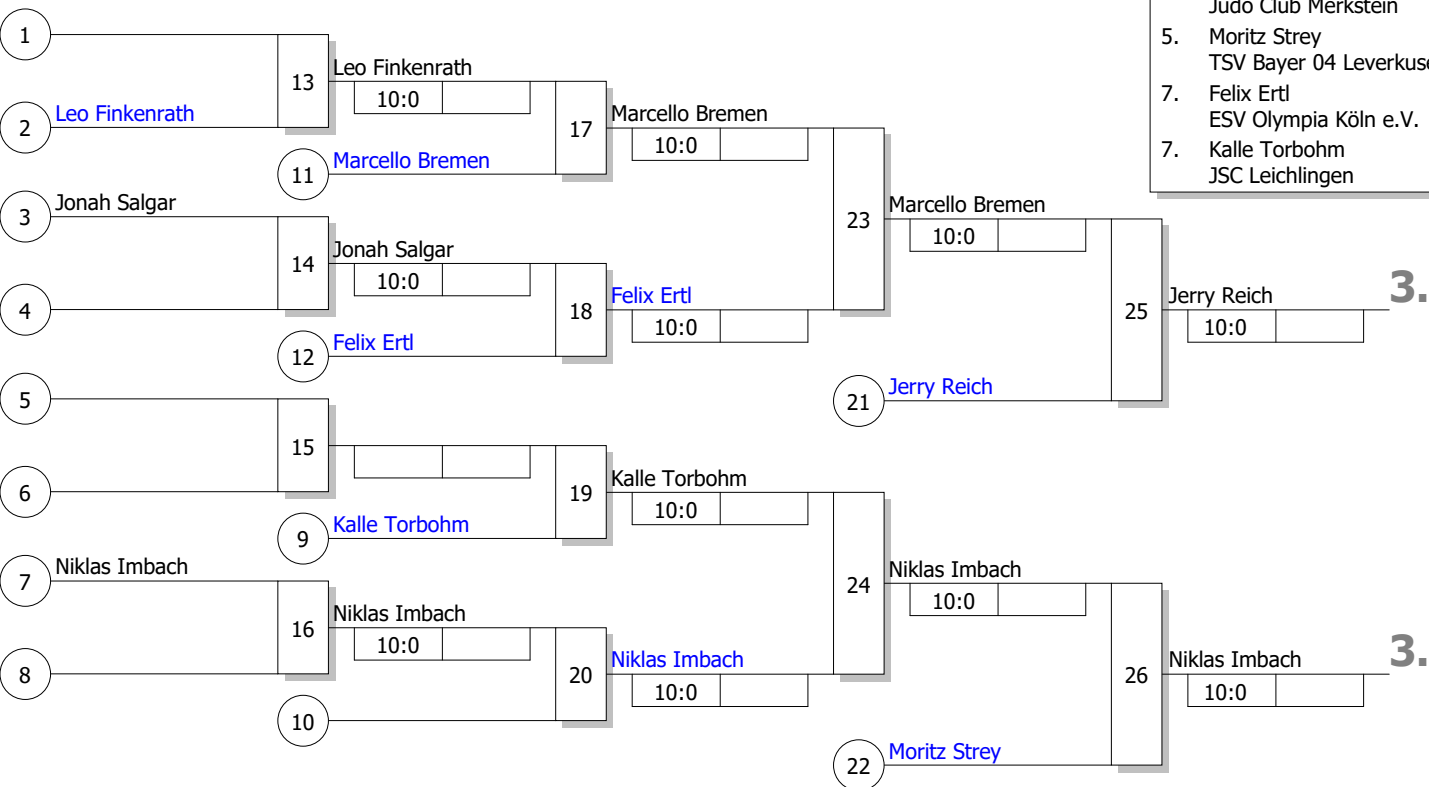 Judo Club Merkstein
5. Moritz Strey
TSV Bayer 04 Leverkuse
7. Felix Ertl
ESV Olympia Köln e.V.
7. Kalle Torbohm
JSC Leichlingen
1
13
Leo Finkenrath
10:0
2
Leo Finkenrath
17
Marcello Bremen
10:0
11
Marcello Bremen
3
Jonah Salgar
23
Marcello Bremen
10:0
14
Jonah Salgar
10:0
4
18
Felix Ertl
10:0
25
Jerry Reich
10:0
3.
12
Felix Ertl
5
21
Jerry Reich
15
6
19
Kalle Torbohm
10:0
9
Kalle Torbohm
7
Niklas Imbach
24
Niklas Imbach
10:0
16
Niklas Imbach
10:0
8
20
Niklas Imbach
10:0
26
Niklas Imbach
10:0
3.
10
22
Moritz Strey